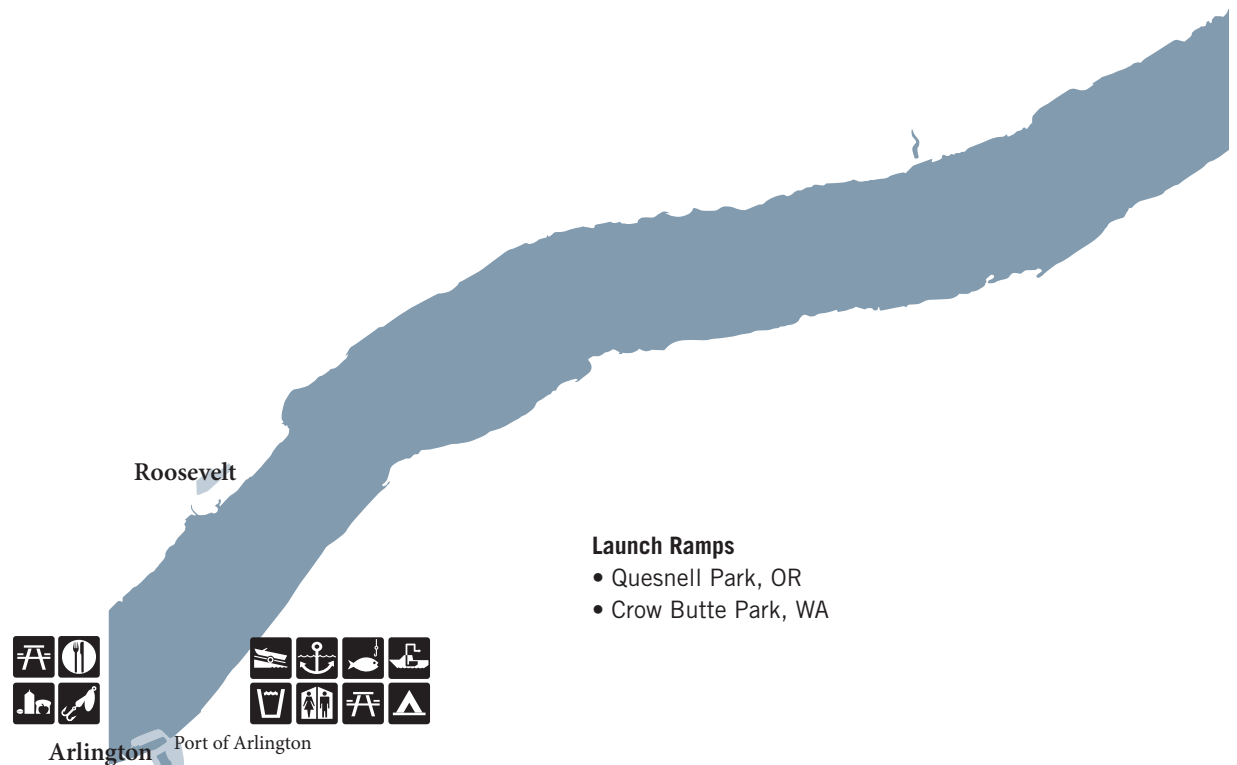 Roosevelt
Launch Ramps
• Quesnell Park, OR
• Crow Butte Park, WA
Port of Arlington
Arlington